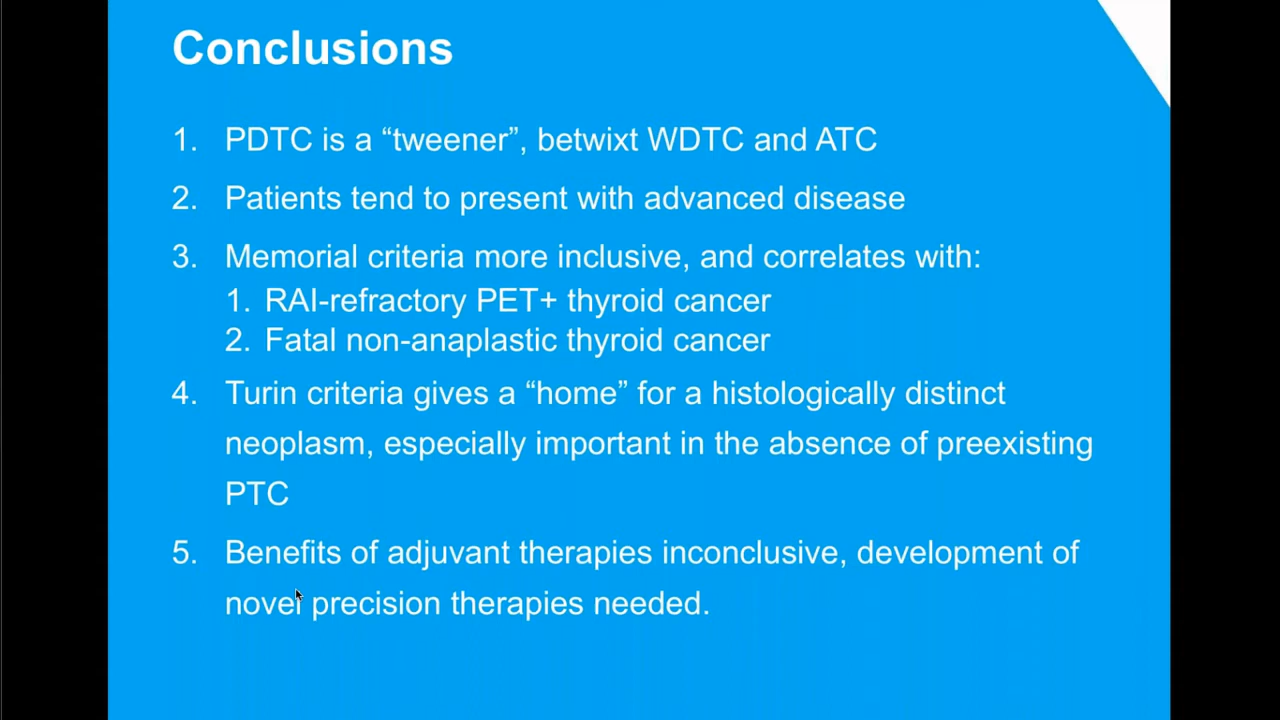 Conclusions
1. PDTC is a “tweener”, betwixt WDTC and ATC
2. Patients tend to present with advanced disease
3. Memorial criteria more inclusive, and correlates with:
1. RAI-refractory PET+ thyroid cancer
2. Fatal non-anaplastic thyroid cancer
4. Turin criteria gives a “home” for a histologically distinct
neoplasm, especially important in the absence of preexisting
PTC
5. Benefits of adjuvant therapies inconclusive, development of
novel precision therapies needed.